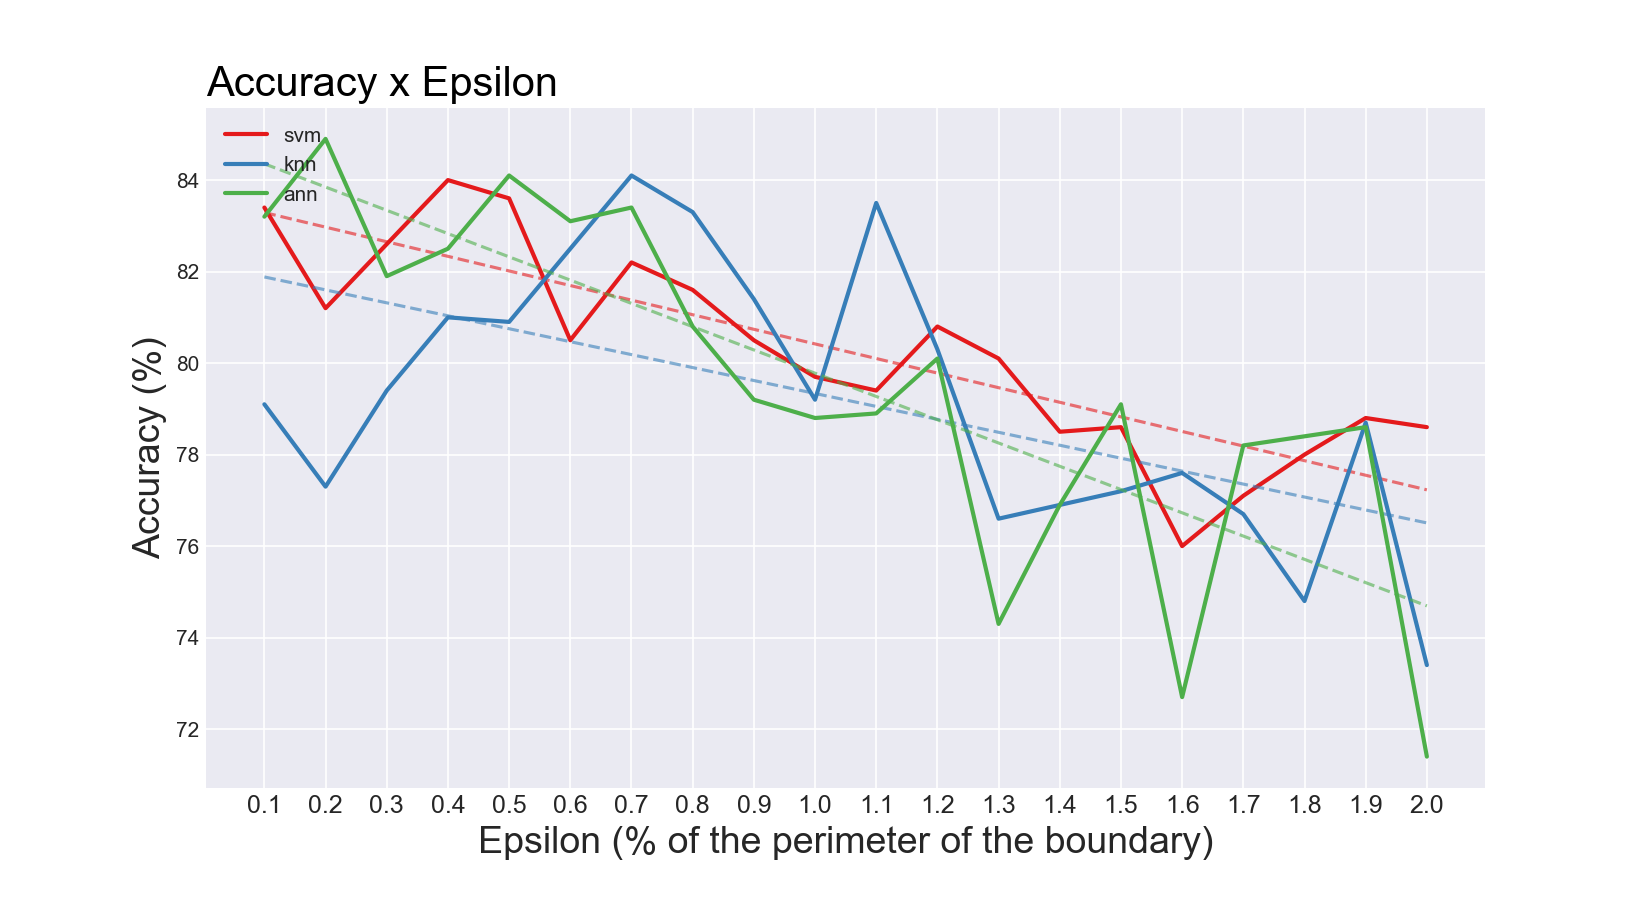 Accuracy x Epsilon
svm
knn
ann
Accuracy (%)
84
82
80
78
76
74
72
0.1 0.2 0.3 0.4 0.5 0.6 0.7 0.8 0.9 1.0 1.1 1.2 1.3 1.4 1.5 1.6 1.7 1.8 1.9 2.0
Epsilon (% of the perimeter of the boundary)